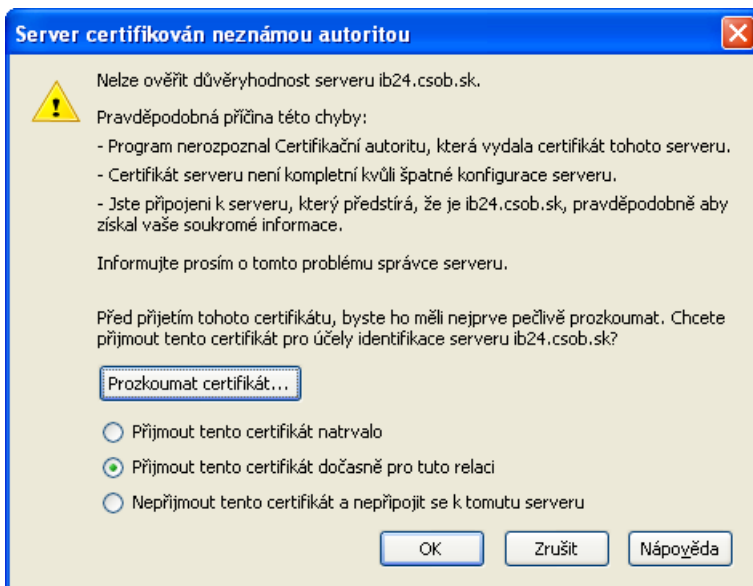 Server certifikován neznámou autoritou
Nelze ověřit důvěryhodnost serveru ib24.csob.sk.
Pravděpodobná příčina této chyby:
- Program nerozpoznal Certifikační autoritu, která vydala certifikát tohoto serveru.
- Certifikát serveru není kompletní kvůli špatné konfigurace serveru.
- Jste připojeni k serveru, který předstírá, že je ib24.csob.sk, pravděpodobně aby
získal vaše soukromé informace.
Informujte prosím o tomto problému správce serveru.
Před přijetím tohoto certifikátu, byste ho měli nejprve pečlivě prozkoumat. Chcete
přijmout tento certifikát pro účely identifikace serveru ib24.csob.sk?
Prozkoumat certifikát...
Přijmout tento certifikát natrvalo
Přijmout tento certifikát dočasně pro tuto relaci
Nepřijmout tento certifikát a nepřipojit se k tomutu serveru
OK Zrušit Nápověda